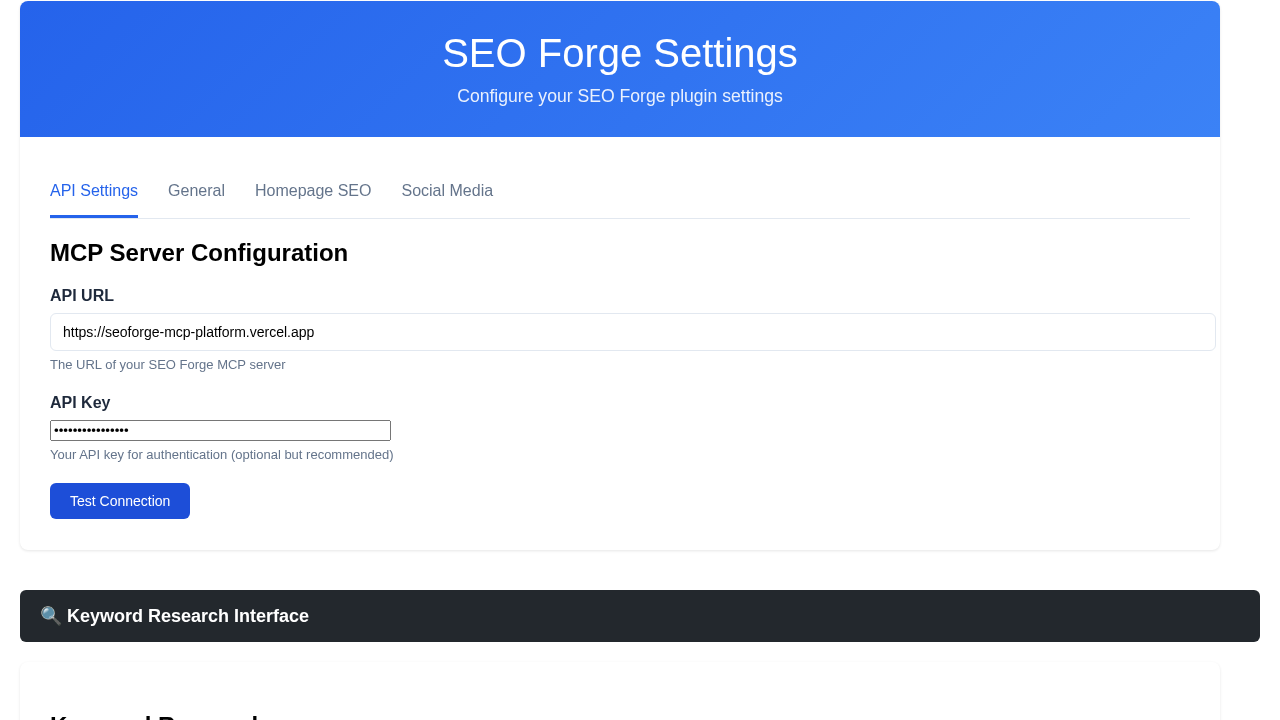 SEO Forge Settings
Configure your SEO Forge plugin settings
API Settings General Homepage SEO Social Media
MCP Server Configuration
API URL
https://seoforge-mcp-platform.vercel.app
The URL of your SEO Forge MCP server
API Key
••••••••••••••••
Your API key for authentication (optional but recommended)
Test Connection
🔍 Keyword Research Interface
Keyword Research